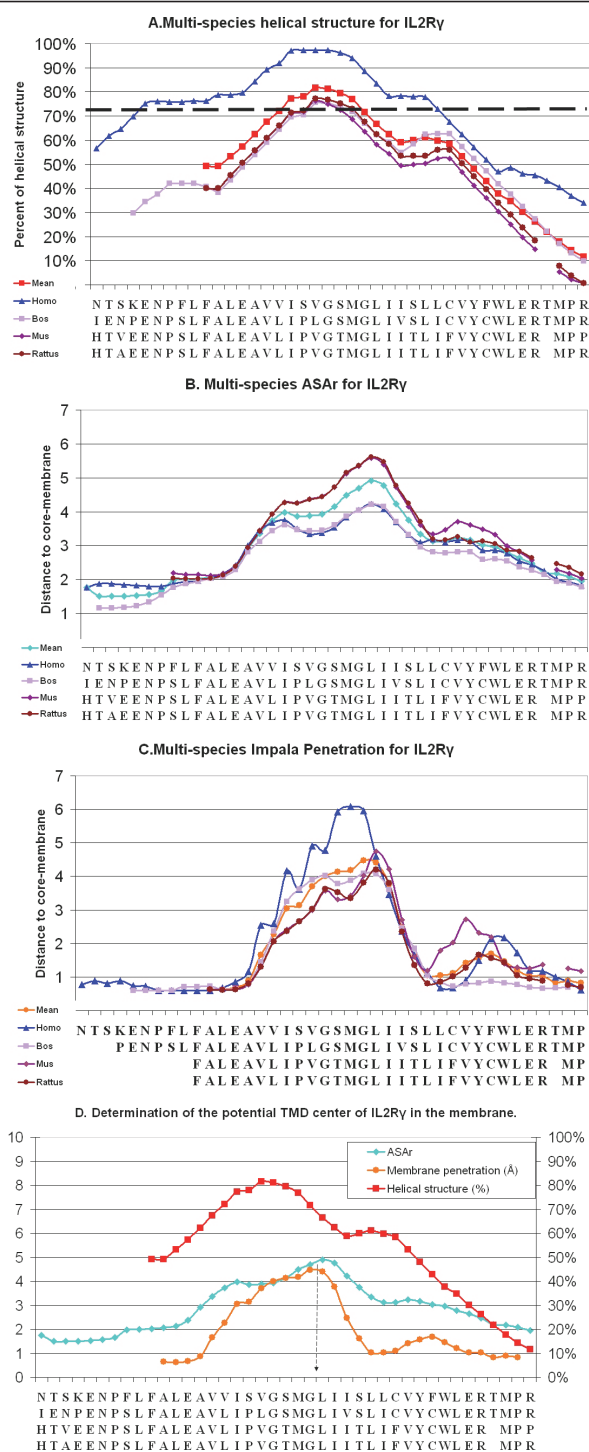 A.Multi-species helical structure for IL2Rγ
Percent of helical structure
100%
90%
80%
70%
60%
50%
40%
30%
20%
10%
Mean
Homo
Bos
Mus
Rattus
N T S K E N P F L F A L E A V V I S V G S M G L I I S L L C V Y F W L E R T M P R
I E N P E N P S L F A L E A V L I P L G S M G L I V S L I C V Y C W L E R T M P R
H T V E E N P S L F A L E A V L I P V G T M G L I I T L I F V Y C W L E R M P P
H T A E E N P S L F A L E A V L I P V G T M G L I I T L I F V Y C W L E R M P R
B. Multi-species ASAr for IL2Rγ
Distance to core-membrane
7
6
5
4
3
2
1
Mean
Homo
Bos
Mus
Rattus
N T S K E N P F L F A L E A V V I S V G S M G L I I S L L C V Y F W L E R T M P R
I E N P E N P S L F A L E A V L I P L G S M G L I V S L I C V Y C W L E R T M P R
H T V E E N P S L F A L E A V L I P V G T M G L I I T L I F V Y C W L E R M P R
H T A E E N P S L F A L E A V L I P V G T M G L I I T L I F V Y C W L E R M P R
C.Multi-species Impala Penetration for IL2Rγ
Distance to core-membrane
7
6
5
4
3
2
1
Mean
Homo
Bos
Mus
Rattus
N T S K E N P F L F A L E A V V I S V G S M G L I I S L L C V Y F W L E R T M P
P E N P S L F A L E A V L I P L G S M G L I V S L I C V Y C W L E R T M P
F A L E A V L I P V G T M G L I I T L I F V Y C W L E R M P
F A L E A V L I P V G T M G L I I T L I F V Y C W L E R M P
D. Determination of the potential TMD center of IL2Rγ in the membrane.
10
9
8
7
6
5
4
3
2
1
0
100%
90%
80%
70%
60%
50%
40%
30%
20%
10%
0%
ASAr
Membrane penetration (Å)
Helical structure (%)
N T S K E N P F L F A L E A V V I S V G S M G L I I S L L C V Y F W L E R T M P R
I E N P E N P S L F A L E A V L I P L G S M G L I V S L I C V Y C W L E R T M P R
H T V E E N P S L F A L E A V L I P V G T M G L I I T L I F V Y C W L E R M P R
H T A E E N P S L F A L E A V L I P V G T M G L I I T L I F V Y C W L E R M P R